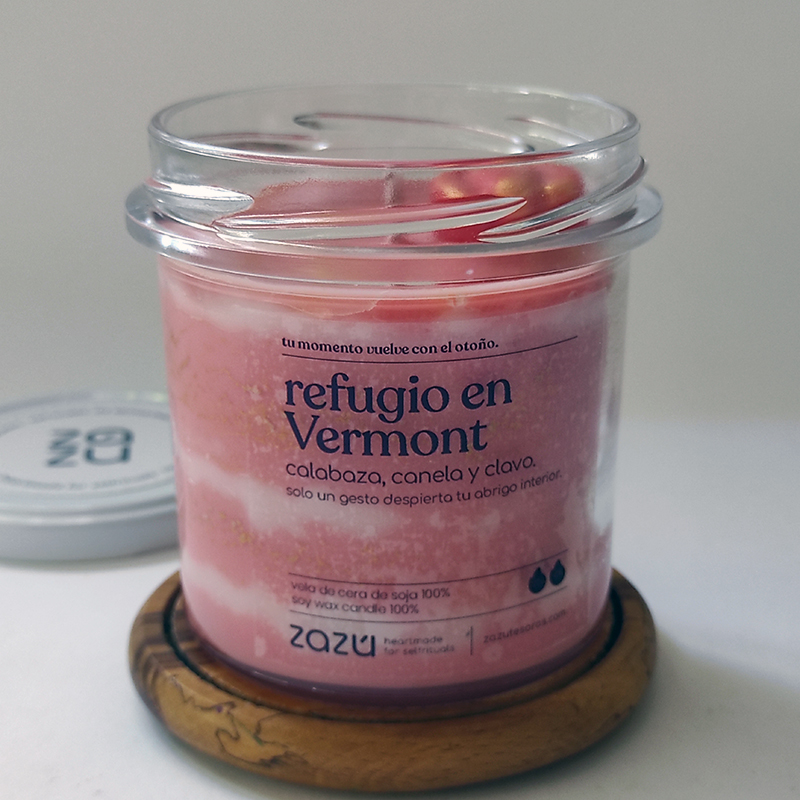 tu momento vuelve con el otoño.
refugio en
Vermont
calabaza, canela y clavo.
solo un gesto despierta tu abrigo interior.
vela de cera de soja 100%
soy wax candle 100%
zazú
heartmade
for selfrituals